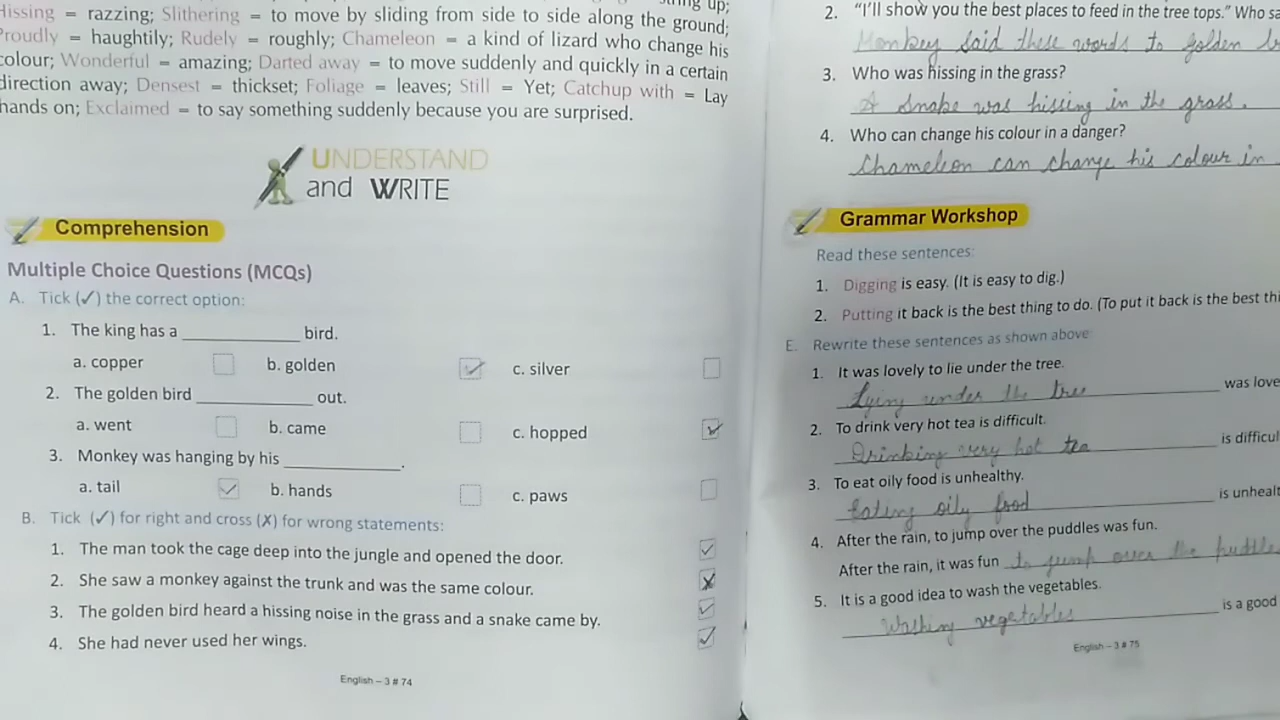 Hissing = razzing; Slithering = to move by sliding from side to side along the ground;
Proudly = haughtily; Rudely = roughly; Chameleon = a kind of lizard who change his
colour; Wonderful = amazing; Darted away = to move suddenly and quickly in a certain
direction away; Densest = thickset; Foliage = leaves; Still = Yet; Catchup with = Lay
hands on; Exclaimed = to say something suddenly because you are surprised.
UNDERSTAND
and WRITE
Comprehension
Multiple Choice Questions (MCQs)
A. Tick (✓) the correct option:
1. The king has a ____________ bird.
a. copper b. golden ✓ c. silver
2. The golden bird ____________ out.
a. went b. came c. hopped ✓
3. Monkey was hanging by his ____________.
a. tail ✓ b. hands c. paws
B. Tick (✓) for right and cross (✗) for wrong statements:
1. The man took the cage deep into the jungle and opened the door. ✓
2. She saw a monkey against the trunk and was the same colour. ✗
3. The golden bird heard a hissing noise in the grass and a snake came by. ✓
4. She had never used her wings. ✓
English – 3 # 74
2. "I'll show you the best places to feed in the tree tops." Who
Monkey said these words to golden
3. Who was hissing in the grass?
A snake was hissing in the grass.
4. Who can change his colour in a danger?
Chameleon can change his colour in
Grammar Workshop
Read these sentences:
1. Digging is easy. (It is easy to dig.)
2. Putting it back is the best thing to do. (To put it back is the best
E. Rewrite these sentences as shown above
1. It was lovely to lie under the tree.
Lying under the tree was
2. To drink very hot tea is difficult.
Drinking very hot tea is
3. To eat oily food is unhealthy.
Eating oily food is
4. After the rain, to jump over the puddles was fun.
After the rain, it was fun to jump over the
5. It is a good idea to wash the vegetables.
Washing vegetables is a good
English – 3 # 75